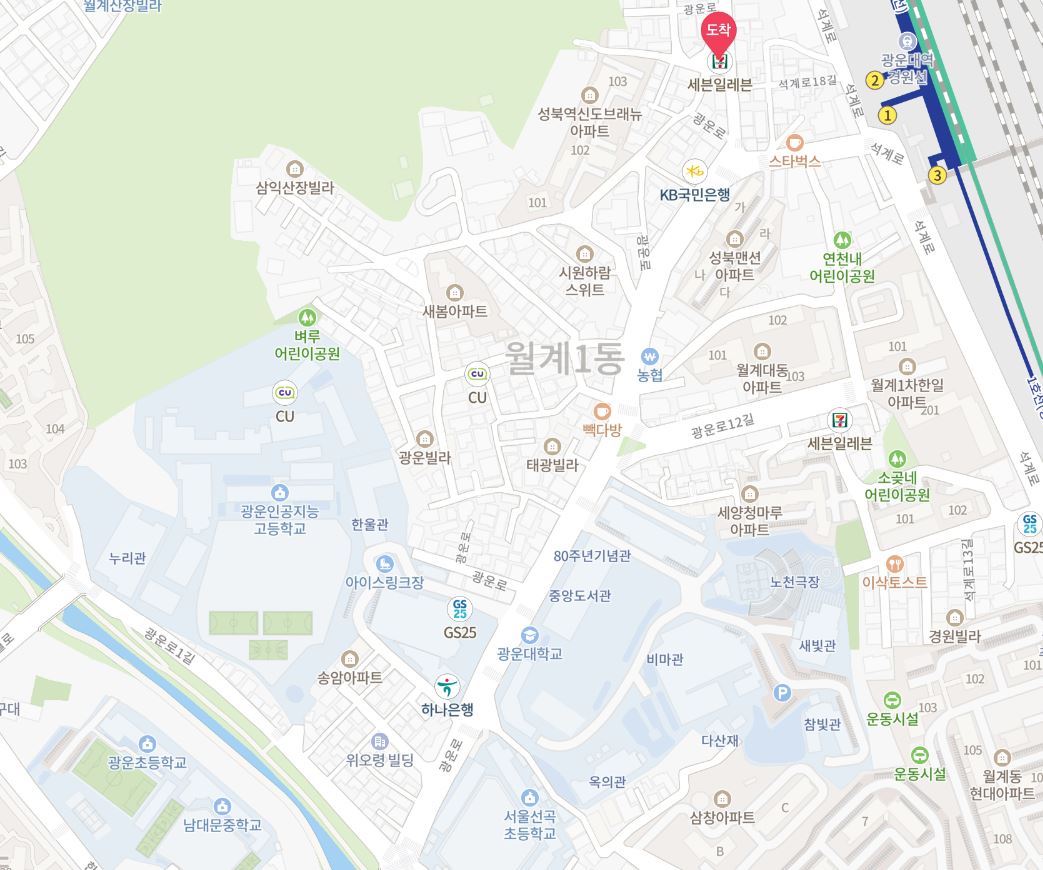 월계산장빌라
광운로
도착
석계로
세븐일레븐
103
석계로18길
석계로
광운대역
경원선
2
1
성북역신도브래뉴
아파트
광운로
102
스타벅스
석계로
3
삼익산장빌라
KB국민은행
101
가
라
석계로
광운로
성북맨션
아파트
나
다
연천내
어린이공원
시원하람
스위트
새봄아파트
벼루
어린이공원
105
월계1동
102
101
월계대동
아파트
103
101
월계1차한일
아파트
201
농협
CU
CU
CU
CU
1호선
빽다방
광운로12길
세븐일레븐
104
103
광운빌라
태광빌라
소곶네
어린이공원
석계로
광운인공지능
고등학교
한울관
세양청마루
아파트
101
102
GS
25
GS25
누리관
광운로
80주년기념관
아이스링크장
광운로
중앙도서관
노천극장
이삭토스트
석계로13길
GS
25
GS25
광운대학교
광운로1길
새빛관
경원빌라
송암아파트
비마관
101
102
하나은행
P
103
운동시설
참빛관
구대
광운초등학교
위오령 빌딩
광운로
다산재
105
운동시설
월계동
현대아파트
옥의관
남대문중학교
서울선곡
초등학교
삼창아파트
C
7
B
108